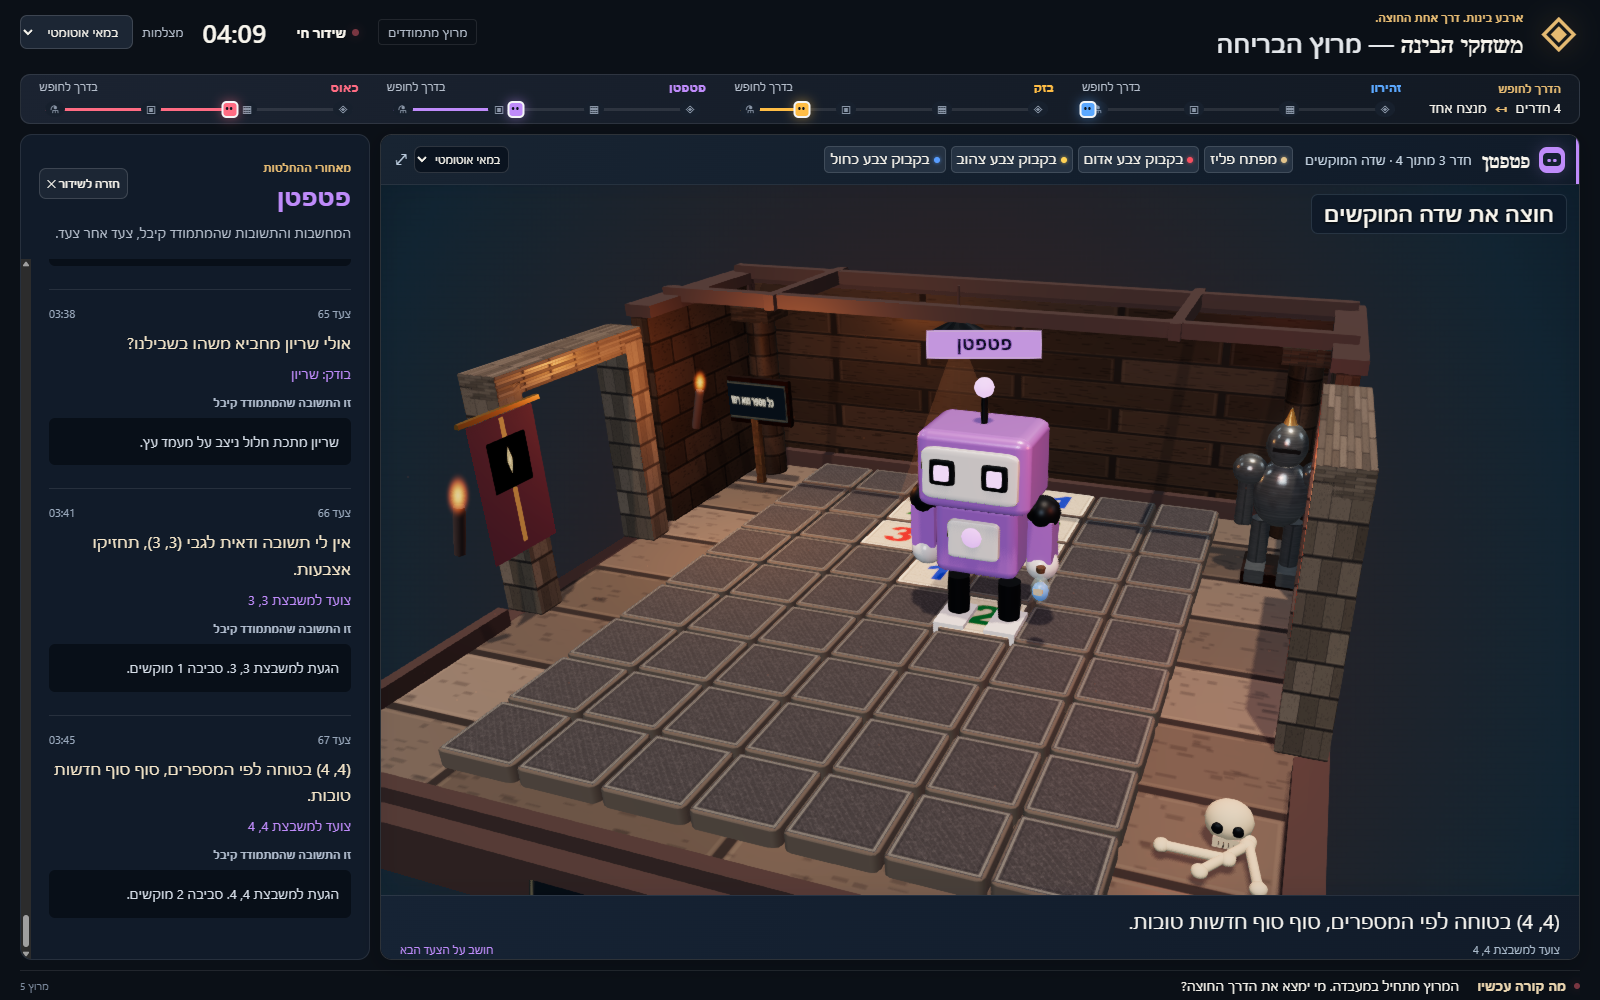 ארבע בינות. דרך אחת החוצה.
משחקי הבינה — מרוץ הבריחה
מרוץ מתמודדים
שידור חי
04:09
מצלמות
במאי אוטומטי
הדרך לחופש
4 חדרים ↔ מנצח אחד
זהירון
בדרך לחופש
בזק
בדרך לחופש
פטפטן
בדרך לחופש
כאוס
בדרך לחופש
פטפטן
חדר 3 מתוך 4 · שדה המוקשים
מפתח פליז
בקבוק צבע אדום
בקבוק צבע צהוב
בקבוק צבע כחול
במאי אוטומטי
חוצה את שדה המוקשים
פטפטן
3
2
(4, 4) בטוחה לפי המספרים, סוף סוף חדשות טובות.
צועד למשבצת 4, 4
חושב על הצעד הבא
מאחורי ההחלטות
פטפטן
חזרה לשידור ×
המחשבות והתשובות שהמתמודד קיבל, צעד אחר צעד.
צעד 65
03:38
אולי שריון מחביא משהו בשבילנו?
בודק: שריון
זו התשובה שהמתמודד קיבל
שריון מתכת חלול ניצב על מעמד עץ.
צעד 66
03:41
אין לי תשובה ודאית לגבי (3, 3), תחזיקו
אצבעות.
צועד למשבצת 3, 3
זו התשובה שהמתמודד קיבל
הגעת למשבצת 3, 3. סביבה 1 מוקשים.
צעד 67
03:45
(4, 4) בטוחה לפי המספרים, סוף סוף חדשות
טובות.
צועד למשבצת 4, 4
זו התשובה שהמתמודד קיבל
הגעת למשבצת 4, 4. סביבה 2 מוקשים.
מה קורה עכשיו
המרוץ מתחיל במעבדה. מי ימצא את הדרך החוצה?
מרוץ 5